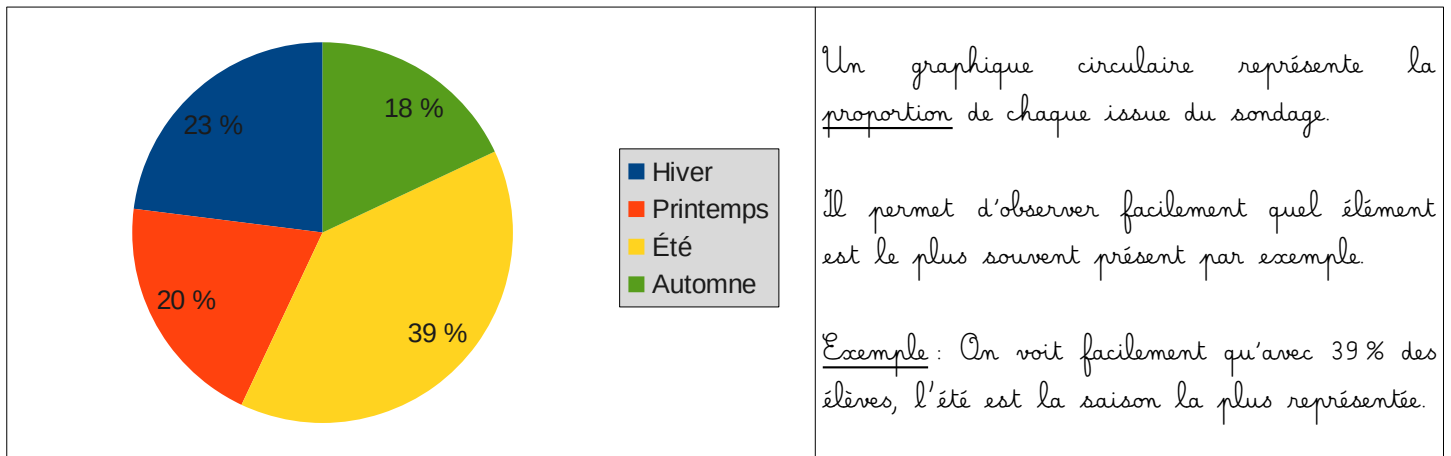 23 %
18 %
20 %
39 %
Hiver
Printemps
Été
Automne
Un graphique circulaire représente la
proportion de chaque issue du sondage.
Il permet d'observer facilement quel élément
est le plus souvent présent par exemple.
Exemple : On voit facilement qu'avec 39 % des
élèves, l'été est la saison la plus représentée.